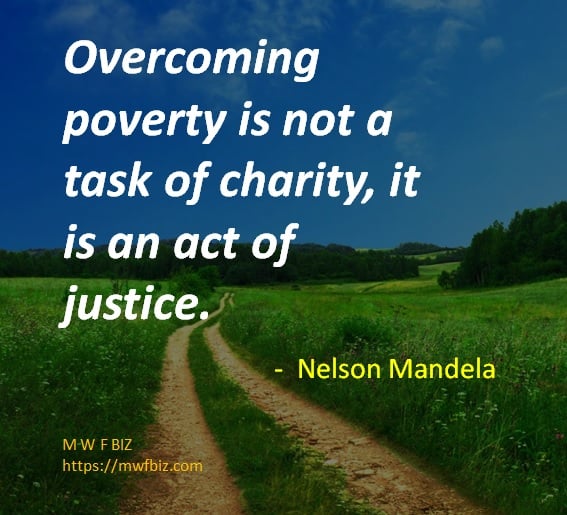 Overcoming
poverty is not a
task of charity, it
is an act of
justice.
- Nelson Mandela
M·W F BIZ
https://mwfbiz.com